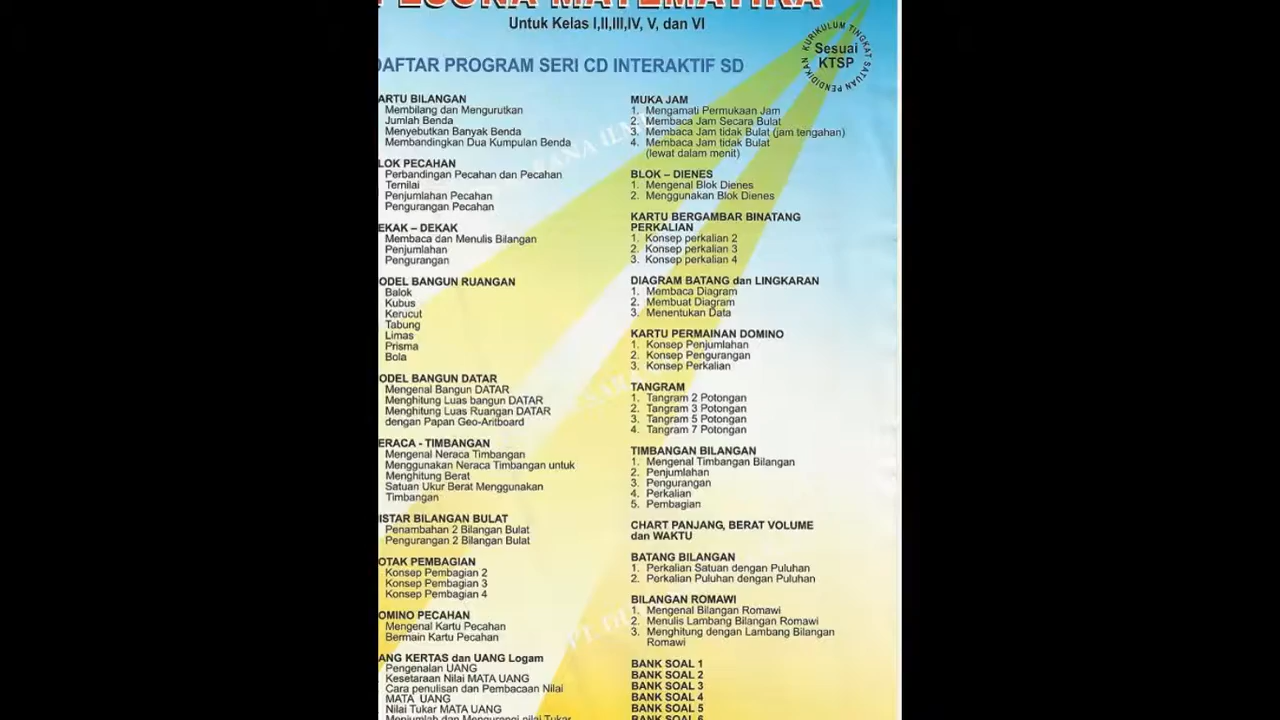 PESONA MATEMATIKA
Untuk Kelas I,II,III,IV, V, dan VI
KURIKULUM TINGKAT SATUAN PENDIDIKAN
Sesuai
KTSP
DAFTAR PROGRAM SERI CD INTERAKTIF SD
ARTU BILANGAN
Membilang dan Mengurutkan
Jumlah Benda
Menyebutkan Banyak Benda
Membandingkan Dua Kumpulan Benda
LOK PECAHAN
Perbandingan Pecahan dan Pecahan
Ternilai
Penjumlahan Pecahan
Pengurangan Pecahan
EKAK – DEKAK
Membaca dan Menulis Bilangan
Penjumlahan
Pengurangan
ODEL BANGUN RUANGAN
Balok
Kubus
Kerucut
Tabung
Limas
Prisma
Bola
ODEL BANGUN DATAR
Mengenal Bangun DATAR
Menghitung Luas bangun DATAR
Menghitung Luas Ruangan DATAR
dengan Papan Geo-Aritboard
ERACA - TIMBANGAN
Mengenal Neraca Timbangan
Menggunakan Neraca Timbangan untuk
Menghitung Berat
Satuan Ukur Berat Menggunakan
Timbangan
ISTAR BILANGAN BULAT
Penambahan 2 Bilangan Bulat
Pengurangan 2 Bilangan Bulat
OTAK PEMBAGIAN
Konsep Pembagian 2
Konsep Pembagian 3
Konsep Pembagian 4
OMINO PECAHAN
Mengenal Kartu Pecahan
Bermain Kartu Pecahan
ANG KERTAS dan UANG Logam
Pengenalan UANG
Kesetaraan Nilai MATA UANG
Cara penulisan dan Pembacaan Nilai
MATA UANG
Nilai Tukar MATA UANG
Menjumlah dan Mengurangi nilai Tukar
MUKA JAM
1. Mengamati Permukaan Jam
2. Membaca Jam Secara Bulat
3. Membaca Jam tidak Bulat (jam tengahan)
4. Membaca Jam tidak Bulat
(lewat dalam menit)
BLOK – DIENES
1. Mengenal Blok Dienes
2. Menggunakan Blok Dienes
KARTU BERGAMBAR BINATANG
PERKALIAN
1. Konsep perkalian 2
2. Konsep perkalian 3
3. Konsep perkalian 4
DIAGRAM BATANG dan LINGKARAN
1. Membaca Diagram
2. Membuat Diagram
3. Menentukan Data
KARTU PERMAINAN DOMINO
1. Konsep Penjumlahan
2. Konsep Pengurangan
3. Konsep Perkalian
TANGRAM
1. Tangram 2 Potongan
2. Tangram 3 Potongan
3. Tangram 5 Potongan
4. Tangram 7 Potongan
TIMBANGAN BILANGAN
1. Mengenal Timbangan Bilangan
2. Penjumlahan
3. Pengurangan
4. Perkalian
5. Pembagian
CHART PANJANG, BERAT VOLUME
dan WAKTU
BATANG BILANGAN
1. Perkalian Satuan dengan Puluhan
2. Perkalian Puluhan dengan Puluhan
BILANGAN ROMAWI
1. Mengenal Bilangan Romawi
2. Menulis Lambang Bilangan Romawi
3. Menghitung dengan Lambang Bilangan
Romawi
BANK SOAL 1
BANK SOAL 2
BANK SOAL 3
BANK SOAL 4
BANK SOAL 5
BANK SOAL 6